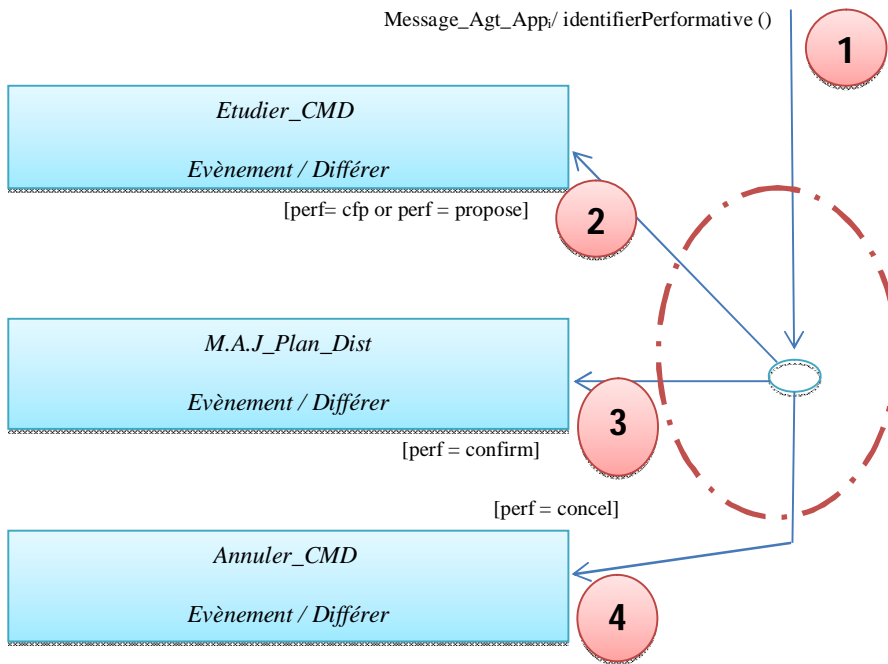 Message_Agt_Appᵢ/ identifierPerformative ()
1
Etudier_CMD
Evènement / Différer
[perf= cfp or perf = propose]
2
M.A.J_Plan_Dist
Evènement / Différer
3
[perf = confirm]
[perf = concel]
Annuler_CMD
Evènement / Différer
4